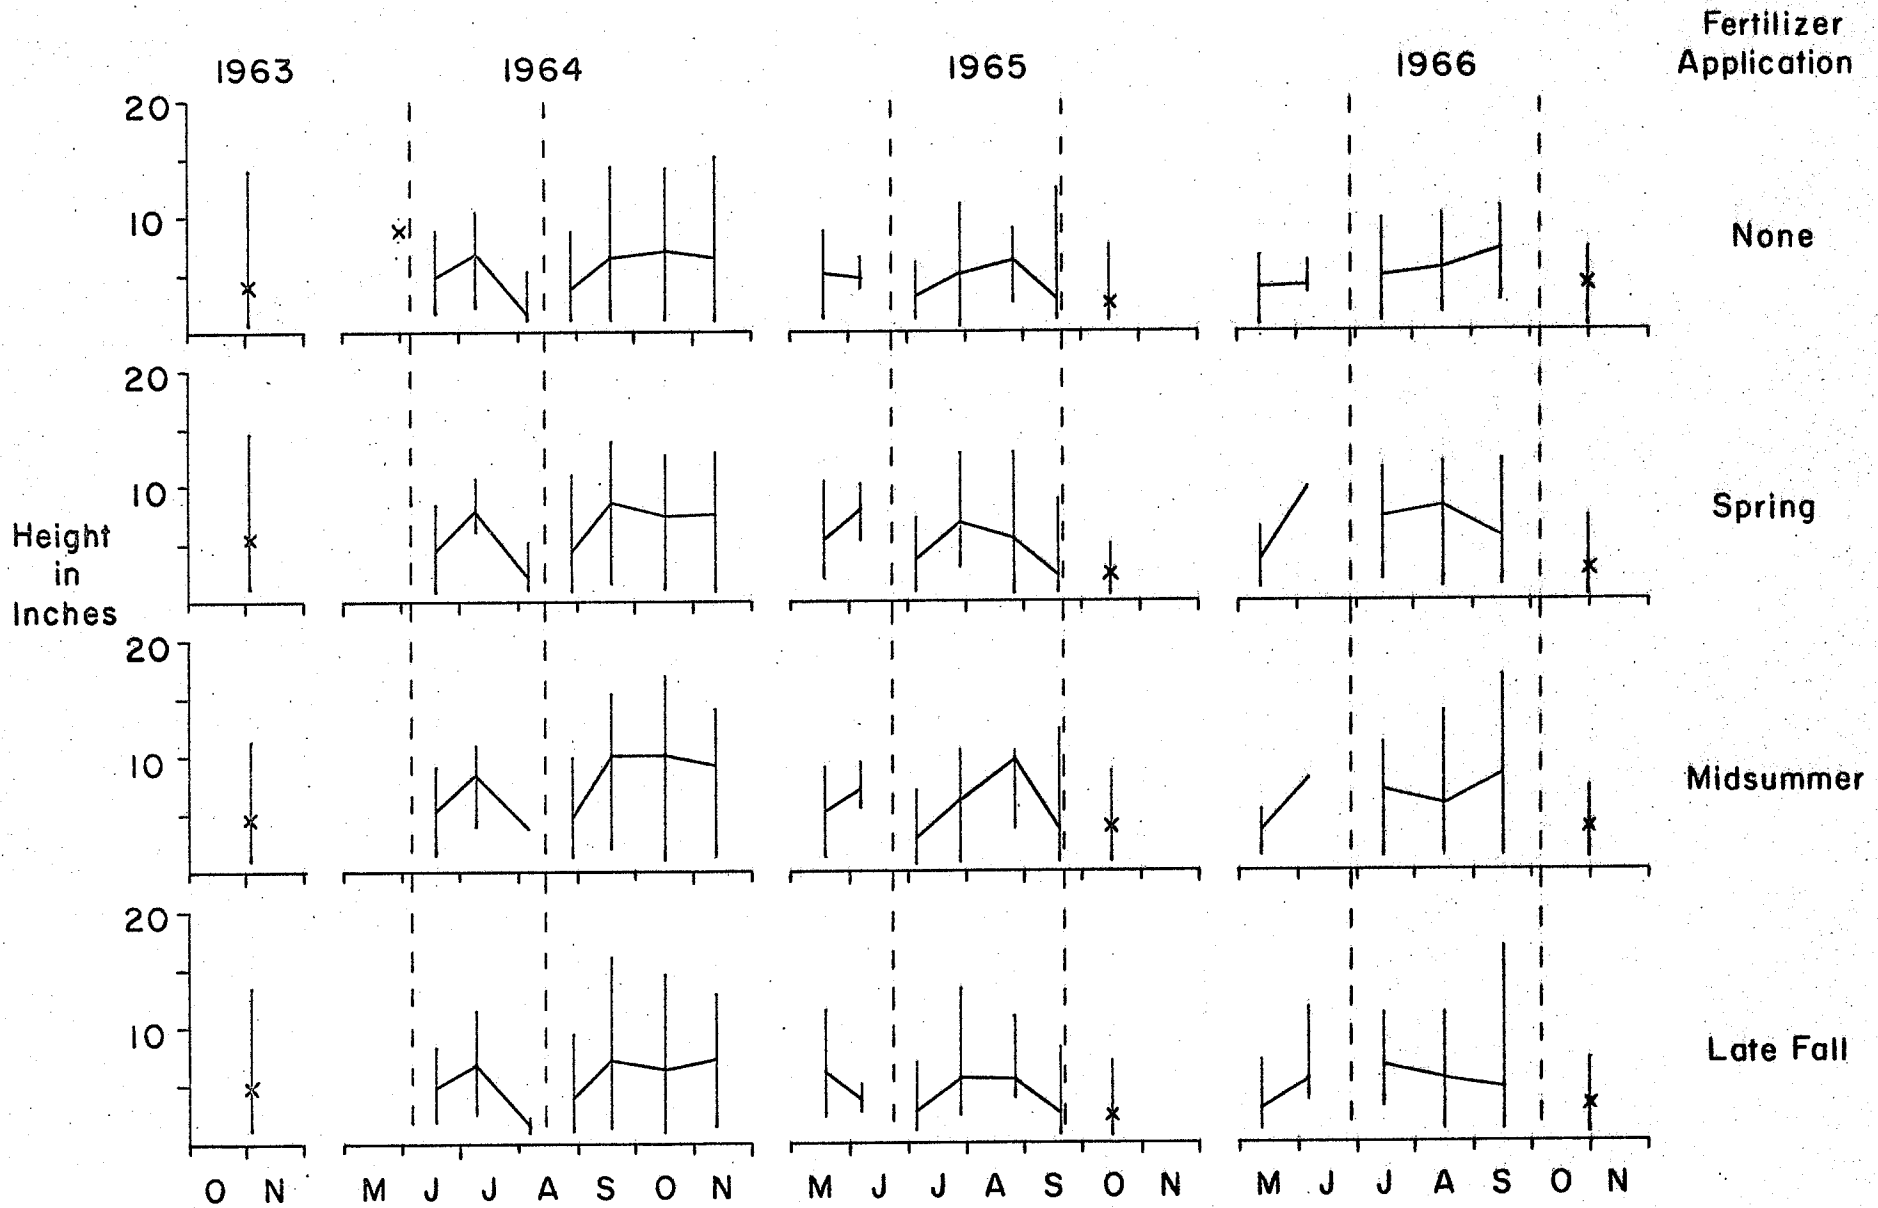 Fertilizer
Application
1963 1964 1965 1966
20
10
None
20
10
Spring
Height
in
Inches
20
10
Midsummer
20
10
Late Fall
O N M J J A S O N M J J A S O N M J J A S O N